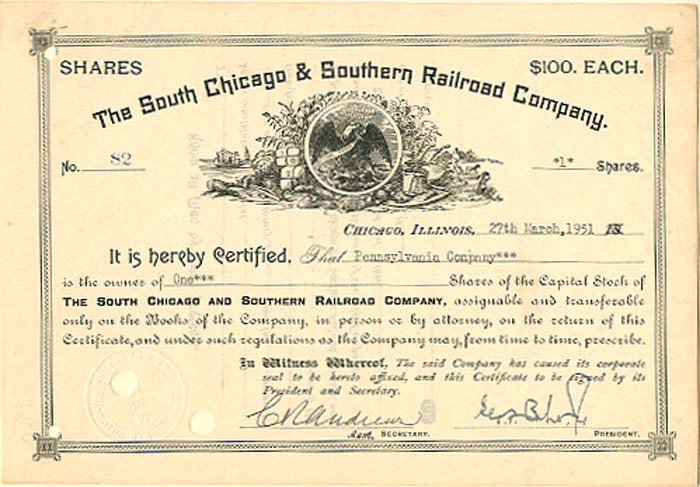 SHARES $100. EACH.
The South Chicago & Southern Railroad Company.
No. 82 *1* Shares.
CHICAGO, ILLINOIS, 27th March, 1951
It is hereby Certified, That Pennsylvania Company***
is the owner of One*** Shares of the Capital Stock of
THE SOUTH CHICAGO AND SOUTHERN RAILROAD COMPANY, assignable and transferable
only on the Books of the Company, in person or by attorney, on the return of this
Certificate, and under such regulations as the Company may, from time to time, prescribe.
In Witness Whereof, The said Company has caused its corporate
seal to be hereto affixed, and this Certificate to be signed by its
President and Secretary.
Asst. SECRETARY. PRESIDENT.